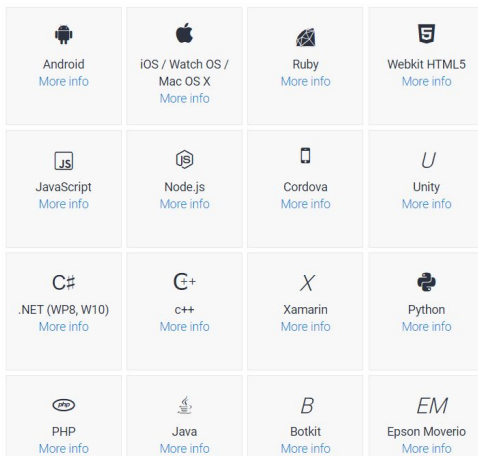 Android
More info
iOS / Watch OS /
Mac OS X
More info
Ruby
More info
5
Webkit HTML5
More info
JS
JavaScript
More info
JS
Node.js
More info
Cordova
More info
U
Unity
More info
C#
.NET (WP8, W10)
More info
C++
c++
More info
X
Xamarin
More info
Python
More info
php
PHP
More info
Java
More info
B
Botkit
More info
EM
Epson Moverio
More info